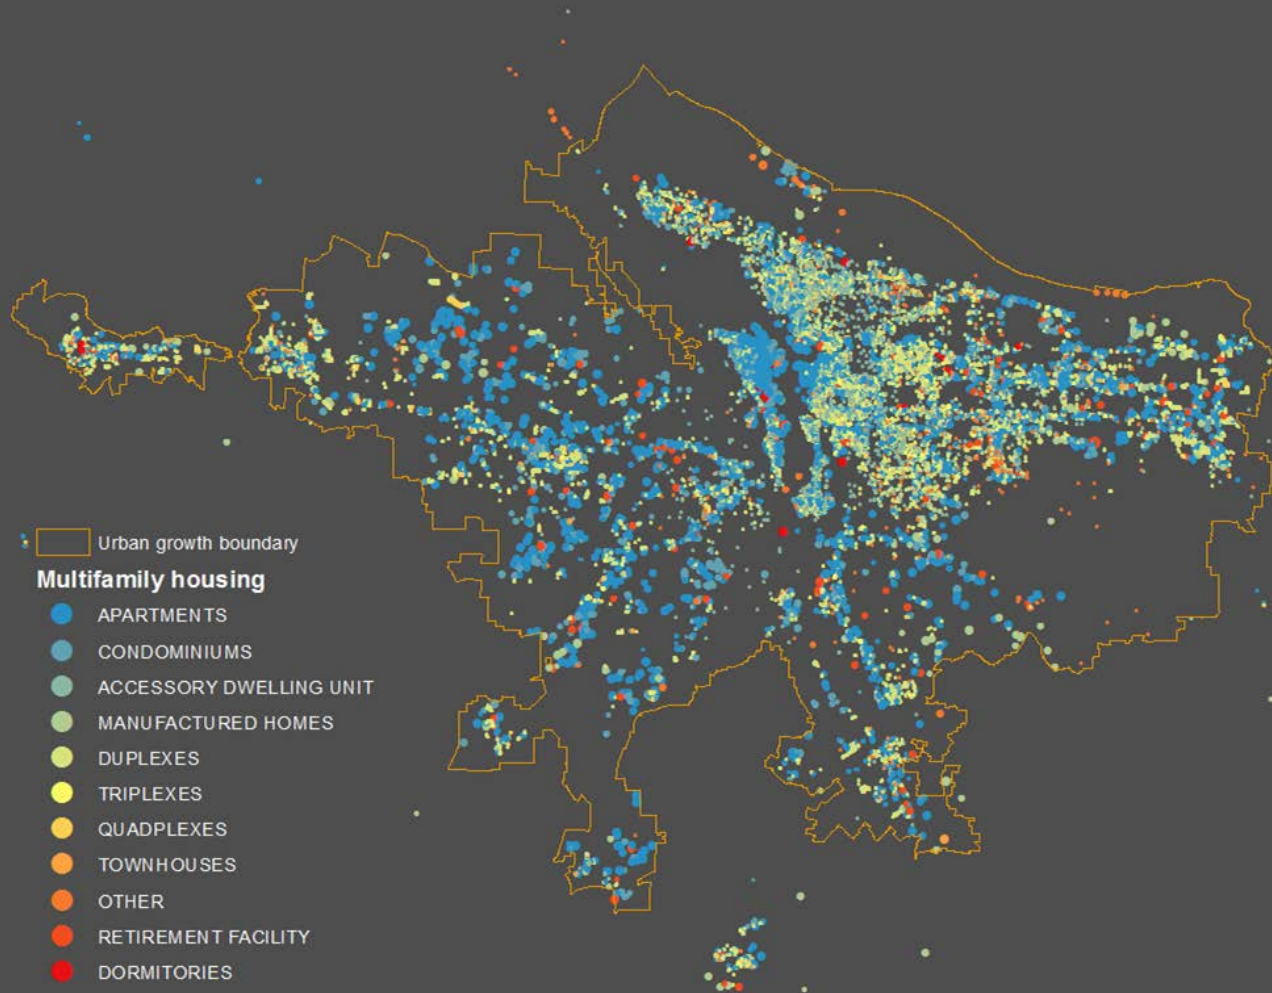 Urban growth boundary
Multifamily housing
APARTMENTS
CONDOMINIUMS
ACCESSORY DWELLING UNIT
MANUFACTURED HOMES
DUPLEXES
TRIPLEXES
QUADPLEXES
TOWNHOUSES
OTHER
RETIREMENT FACILITY
DORMITORIES